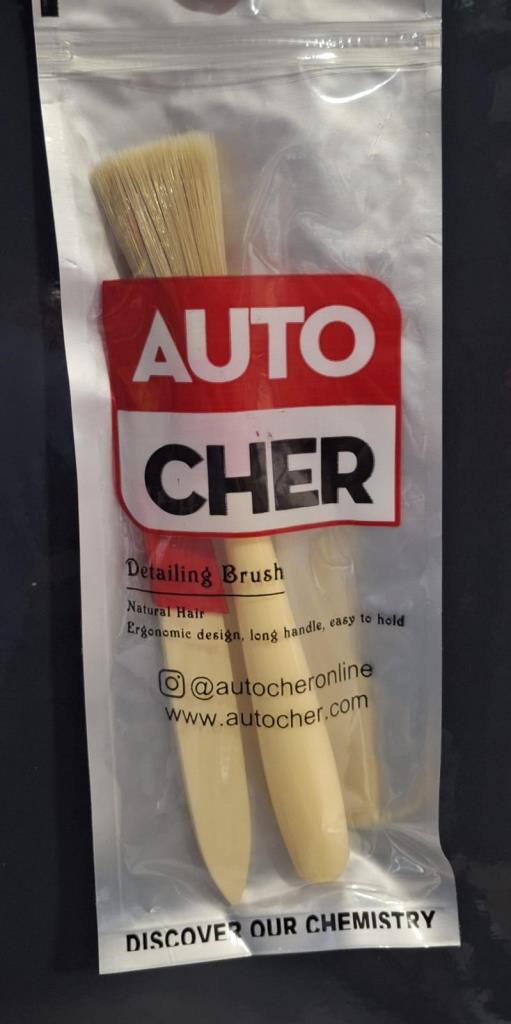 AUTO
CHER
Detailing Brush
Natural Hair
Ergonomic design, long handle, easy to hold
@autocheronline
www.autocher.com
DISCOVER OUR CHEMISTRY